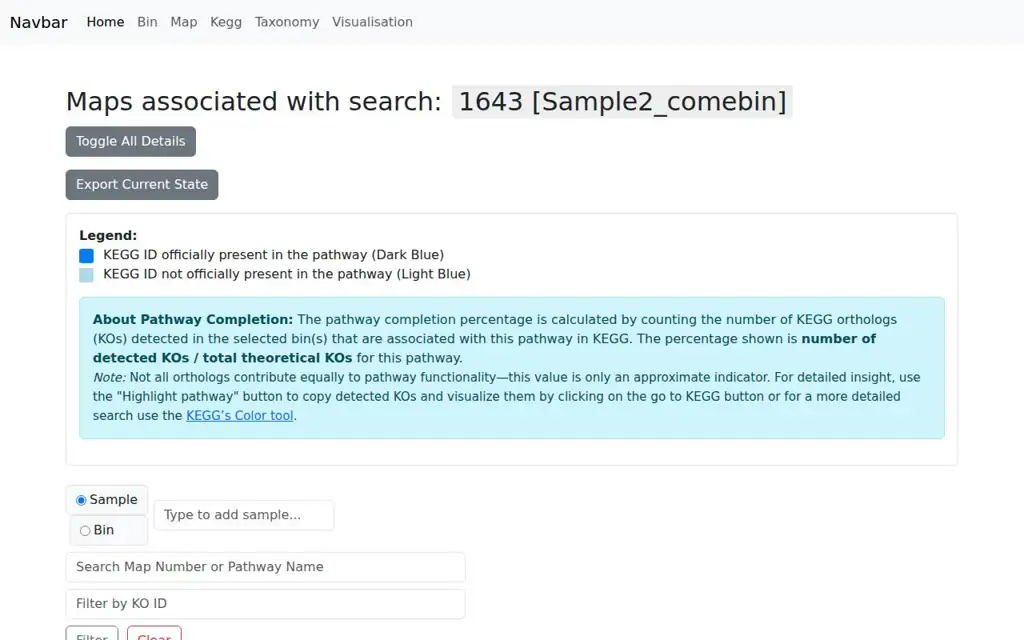 Navbar Home Bin Map Kegg Taxonomy Visualisation
Maps associated with search: 1643 [Sample2_comebin]
Toggle All Details
Export Current State
Legend:
KEGG ID officially present in the pathway (Dark Blue)
KEGG ID not officially present in the pathway (Light Blue)
About Pathway Completion: The pathway completion percentage is calculated by counting the number of KEGG orthologs
(KOs) detected in the selected bin(s) that are associated with this pathway in KEGG. The percentage shown is number of
detected KOs / total theoretical KOs for this pathway.
Note: Not all orthologs contribute equally to pathway functionality—this value is only an approximate indicator. For detailed insight, use
the "Highlight pathway" button to copy detected KOs and visualize them by clicking on the go to KEGG button or for a more detailed
search use the KEGG’s Color tool.
Sample
Type to add sample...
Bin
Search Map Number or Pathway Name
Filter by KO ID
Filter Clear